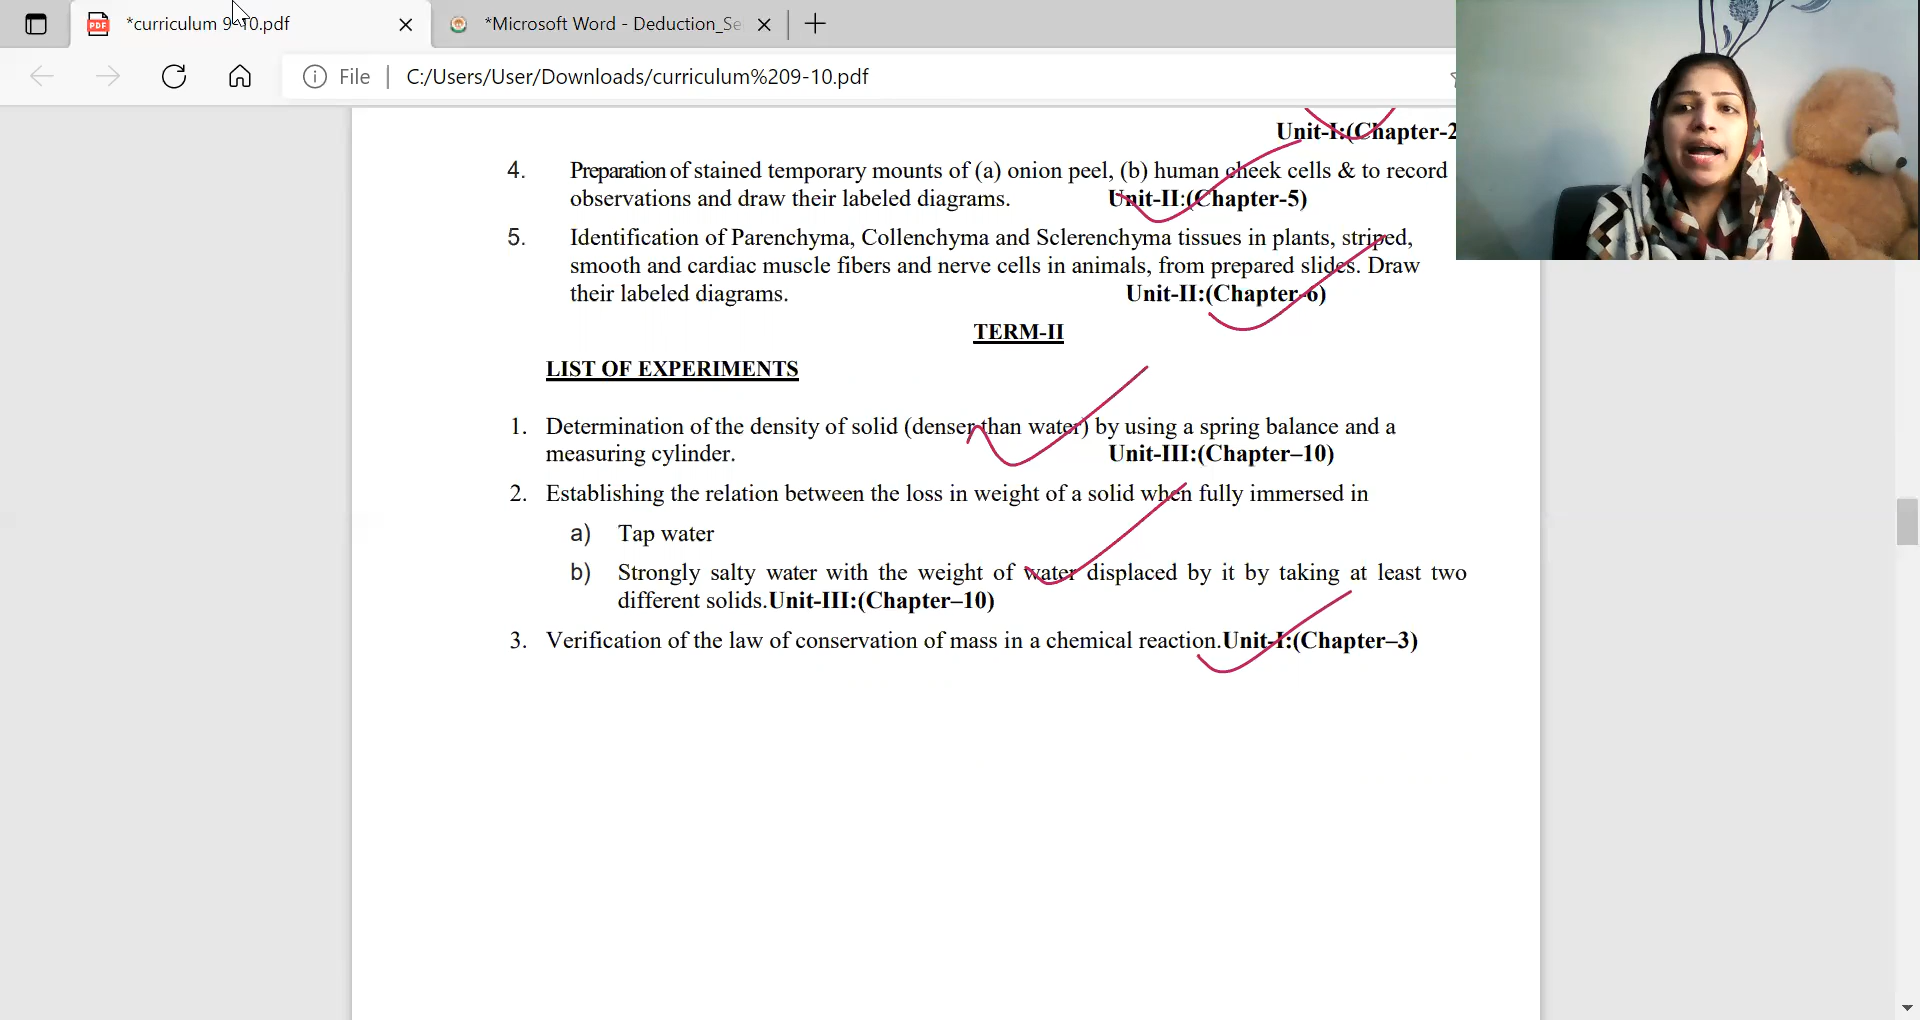 *curriculum 9-10.pdf
*Microsoft Word - Deduction_Se
File
C:/Users/User/Downloads/curriculum%209-10.pdf
Unit-I:(Chapter-2
4. Preparation of stained temporary mounts of (a) onion peel, (b) human cheek cells & to record
observations and draw their labeled diagrams. Unit-II:(Chapter-5)
5. Identification of Parenchyma, Collenchyma and Sclerenchyma tissues in plants, striped,
smooth and cardiac muscle fibers and nerve cells in animals, from prepared slides. Draw
their labeled diagrams. Unit-II:(Chapter-6)
TERM-II
LIST OF EXPERIMENTS
1. Determination of the density of solid (denser than water) by using a spring balance and a
measuring cylinder. Unit-III:(Chapter–10)
2. Establishing the relation between the loss in weight of a solid when fully immersed in
a) Tap water
b) Strongly salty water with the weight of water displaced by it by taking at least two
different solids.Unit-III:(Chapter–10)
3. Verification of the law of conservation of mass in a chemical reaction.Unit-I:(Chapter–3)